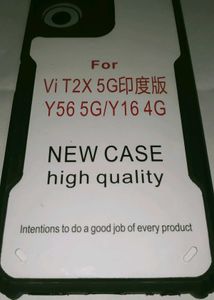 For
Vi T2X 5G印度版
Y56 5G/Y16 4G
NEW CASE
high quality
Intentions to do a good job of every product